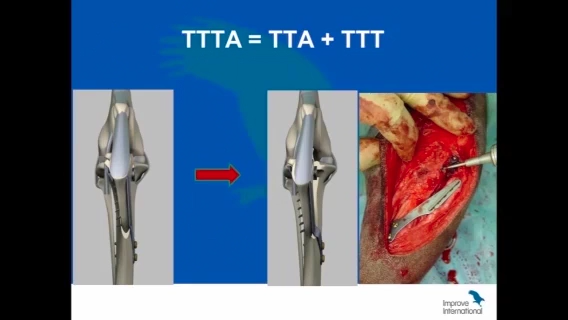 TTTA = TTA + TTT
Improve
International